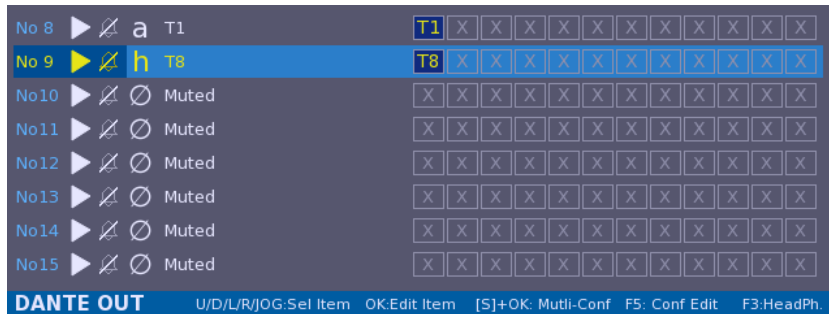 No 8 a T1 T1 X X X X X X X X X X X
No 9 h T8 T8 X X X X X X X X X X X
No10 Muted X X X X X X X X X X X X
No11 Muted X X X X X X X X X X X X
No12 Muted X X X X X X X X X X X X
No13 Muted X X X X X X X X X X X X
No14 Muted X X X X X X X X X X X X
No15 Muted X X X X X X X X X X X X
DANTE OUT U/D/L/R/JOG:Sel Item OK:Edit Item [S]+OK: Mutli-Conf F5: Conf Edit F3:HeadPh.